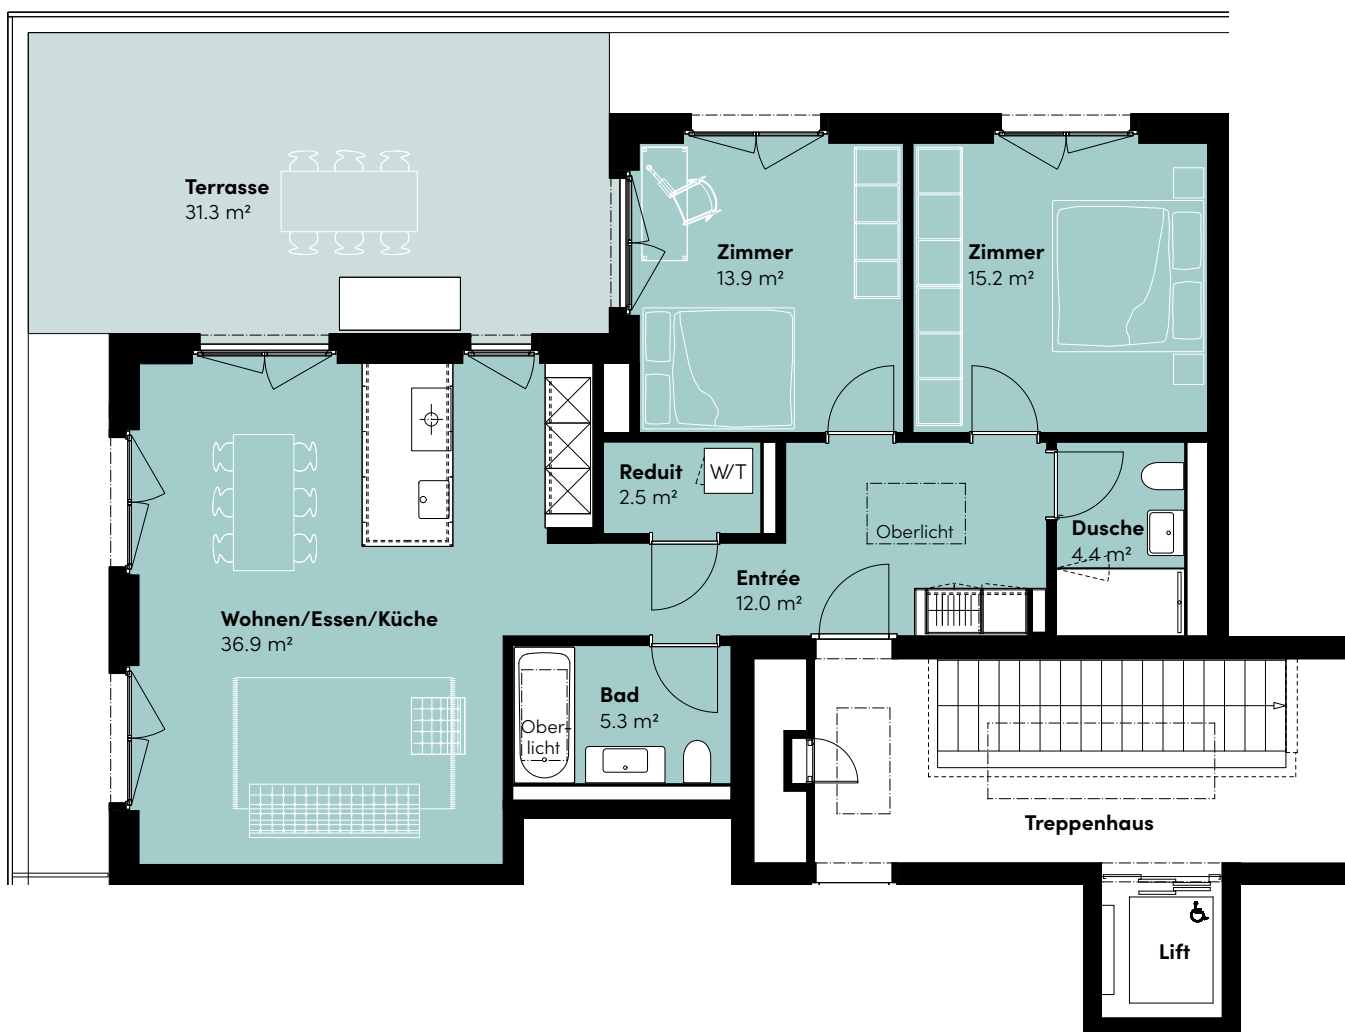 Terrasse
31.3 m²
Zimmer
13.9 m²
Zimmer
15.2 m²
Reduit
2.5 m²
W/T
Oberlicht
Dusche
4.4 m²
Entrée
12.0 m²
Wohnen/Essen/Küche
36.9 m²
Bad
5.3 m²
Ober-
licht
Treppenhaus
Lift